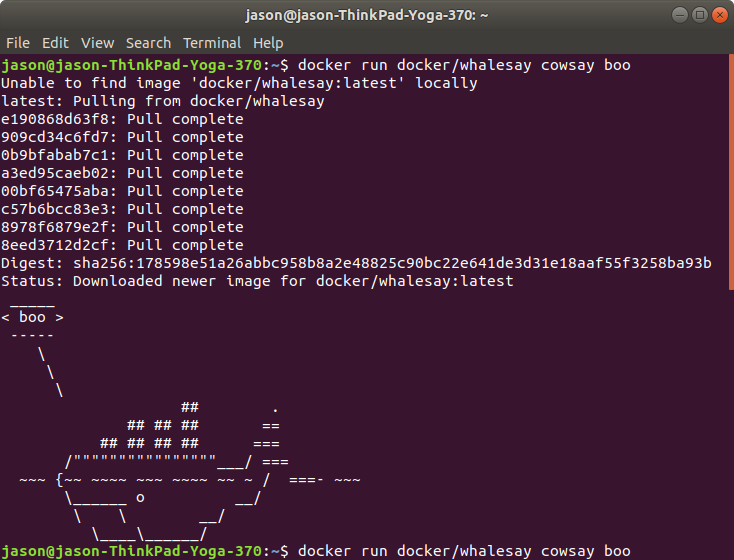 jason@jason-ThinkPad-Yoga-370: ~
File Edit View Search Terminal Help
jason@jason-ThinkPad-Yoga-370:~$ docker run docker/whalesay cowsay boo
Unable to find image 'docker/whalesay:latest' locally
latest: Pulling from docker/whalesay
e190868d63f8: Pull complete
909cd34c6fd7: Pull complete
0b9bfabab7c1: Pull complete
a3ed95caeb02: Pull complete
00bf65475aba: Pull complete
c57b6bcc83e3: Pull complete
8978f6879e2f: Pull complete
8eed3712d2cf: Pull complete
Digest: sha256:178598e51a26abbc958b8a2e48825c90bc22e641de3d31e18aaf55f3258ba93b
Status: Downloaded newer image for docker/whalesay:latest
 _____
< boo >
 -----
    \
     \
      \
                    ##        .
              ## ## ##       ==
           ## ## ## ##      ===
       /""""""""""""""""___/ ===
  ~~~ {~~ ~~~~ ~~~ ~~~~ ~~ ~ /  ===- ~~~
       \______ o          __/
        \    \        __/
          \____\______/
jason@jason-ThinkPad-Yoga-370:~$ docker run docker/whalesay cowsay boo